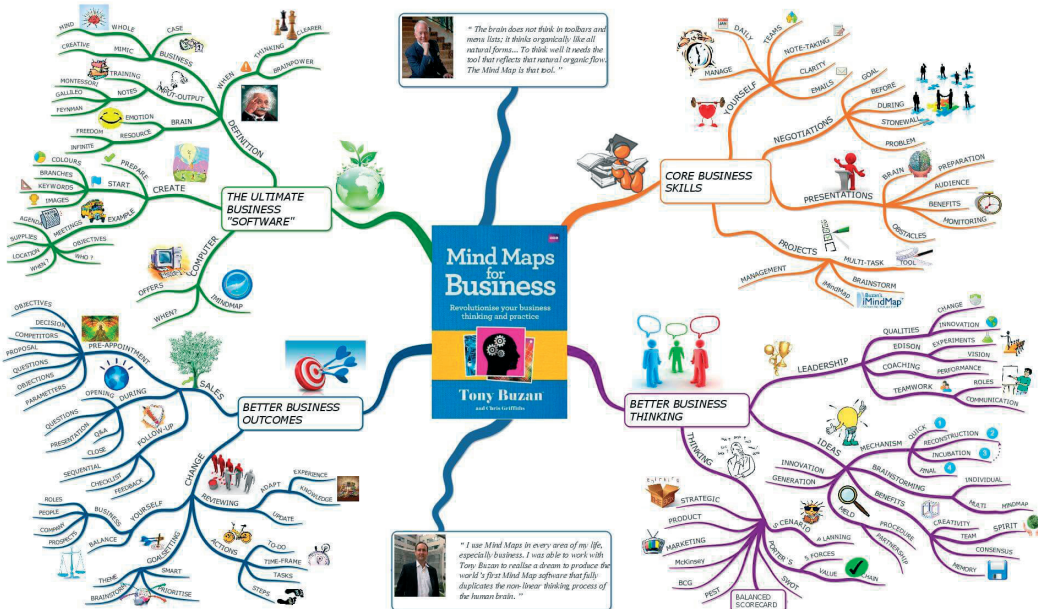 " The brain does not think in toolbars and
menu lists; it thinks organically like all
natural forms... To think well it needs the
tool that reflects that natural organic flow.
The Mind Map is that tool. "
Mind Maps
for
Business
Revolutionise your business
thinking and practice
Tony Buzan
and Chris Griffiths
" I use Mind Maps in every area of my life,
especially business. I was able to work with
Tony Buzan to realise a dream to produce the
world's first Mind Map software that fully
duplicates the non-linear thinking process of
the human brain. "
THE ULTIMATE
BUSINESS
"SOFTWARE"
DEFINITION
WHEN
THINKING
CLEARER
BRAINPOWER
BUSINESS
CASE
MIMIC
WHOLE
MIND
CREATIVE
INPUT-OUTPUT
TRAINING
NOTES
MONTESSORI
GALLILEO
FEYNMAN
BRAIN
EMOTION
RESOURCE
FREEDOM
INFINITE
CREATE
PREPARE
START
COLOURS
BRANCHES
KEYWORDS
IMAGES
EXAMPLE
MEETINGS
AGENDA
SUPPLIES
LOCATION
WHEN?
OBJECTIVES
WHO ?
COMPUTER
OFFERS
WHEN?
IMINDMAP
CORE BUSINESS
SKILLS
YOURSELF
MANAGE
DAILY
TEAMS
NOTE-TAKING
CLARITY
EMAILS
JAN
NEGOTIATIONS
GOAL
BEFORE
DURING
STONEWALL
PROBLEM
PRESENTATIONS
BRAIN
PREPARATION
AUDIENCE
BENEFITS
MONITORING
OBSTACLES
PROJECTS
MANAGEMENT
MULTI-TASK
TOOL
BRAINSTORM
iMindMap
Buzan's
iMindMap
BETTER BUSINESS
OUTCOMES
SALES
PRE-APPOINTMENT
OBJECTIVES
DECISION
COMPETITORS
PROPOSAL
QUESTIONS
OBJECTIONS
PARAMETERS
DURING
OPENING
QUESTIONS
PRESENTATION
Q&A
CLOSE
FOLLOW-UP
SEQUENTIAL
CHECKLIST
FEEDBACK
CHANGE
REVIEWING
ADAPT
EXPERIENCE
KNOWLEDGE
UPDATE
YOURSELF
BUSINESS
ROLES
PEOPLE
COMPANY
PROSPECTS
BALANCE
GOALSETTING
SMART
THEME
BRAINSTORM
PRIORITISE
ACTIONS
TO-DO
TIME-FRAME
TASKS
STEPS
BETTER BUSINESS
THINKING
LEADERSHIP
QUALITIES
CHANGE
INNOVATION
EDISON
EXPERIMENTS
VISION
COACHING
PERFORMANCE
TEAMWORK
ROLES
COMMUNICATION
IDEAS
MECHANISM
QUICK
1
RECONSTRUCTION
2
INCUBATION
3
FINAL
4
INNOVATION
GENERATION
BRAINSTORMING
INDIVIDUAL
MULTI
MINDMAP
BENEFITS
CREATIVITY
TEAM
SPIRIT
CONSENSUS
MEMORY
MELD
PROCEDURE
PARTNERSHIP
THINKING
STRATEGIC
PRODUCT
MARKETING
McKinsey
BCG
PEST
BALANCED
SCORECARD
SWOT
PORTER'S
5 FORCES
VALUE
CHAIN
SCENARIO
PLANNING